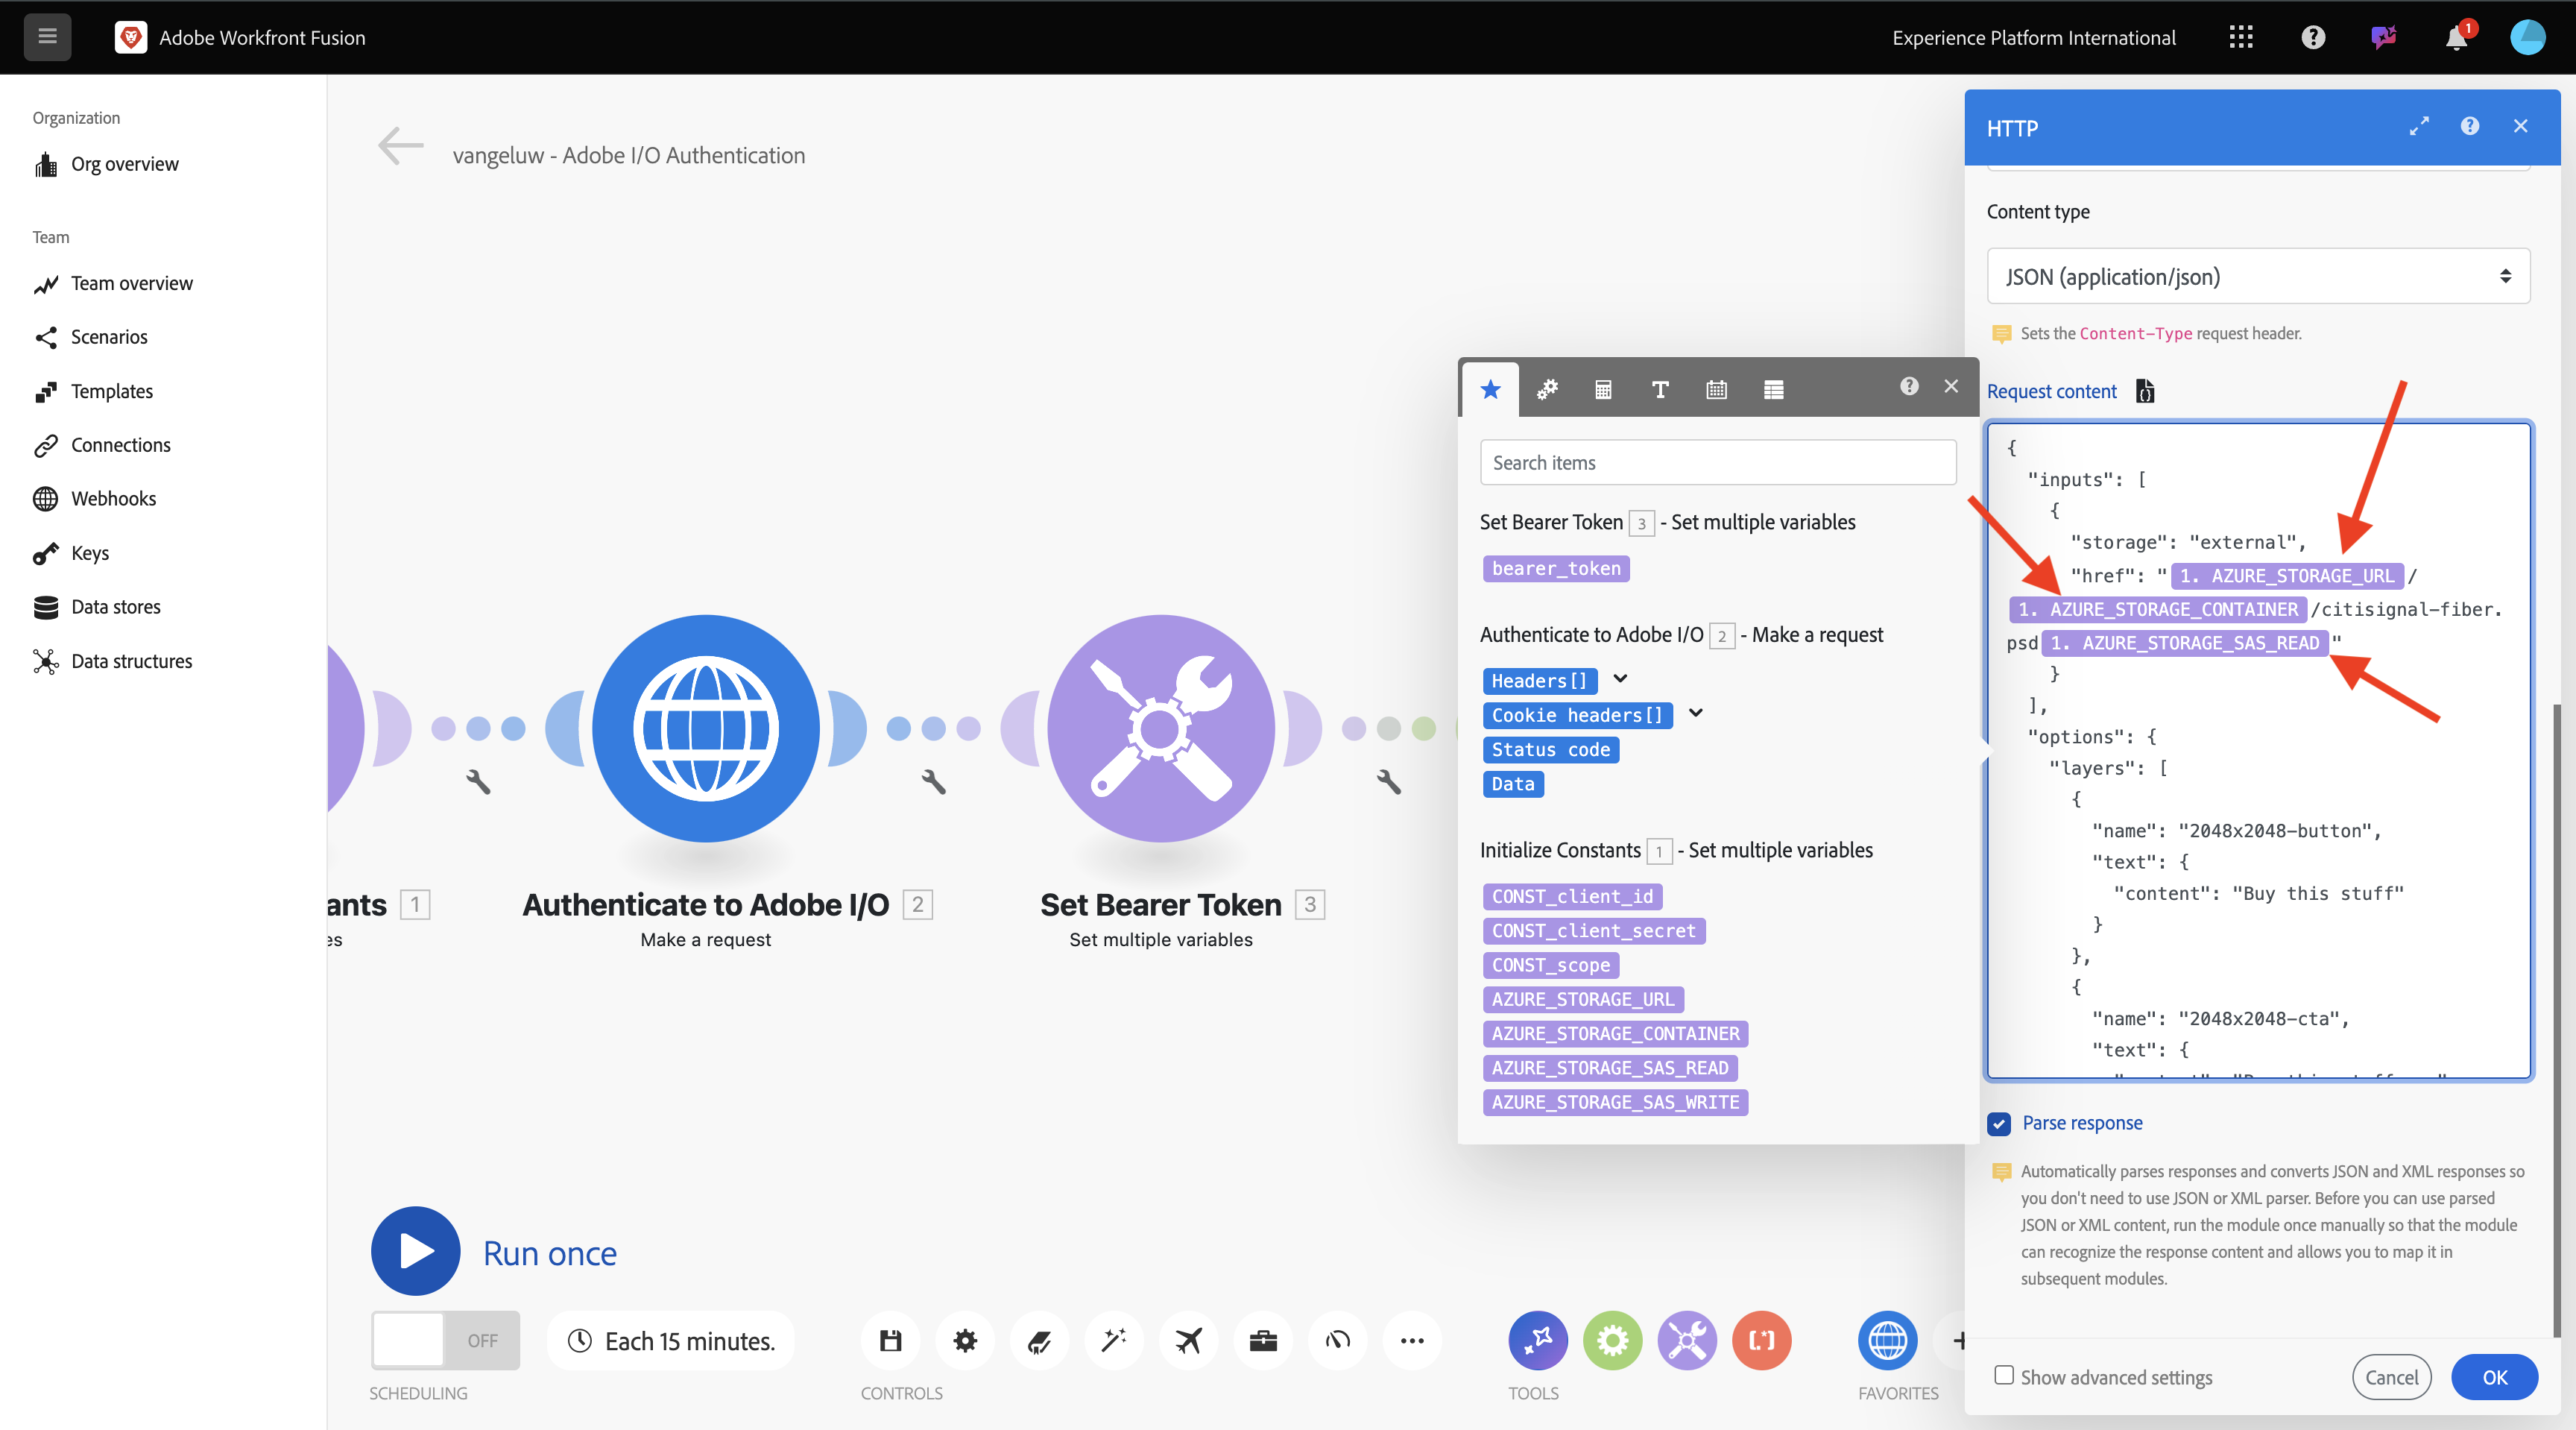 Adobe Workfront Fusion
Experience Platform International
1
Organization
Org overview
Team
Team overview
Scenarios
Templates
Connections
Webhooks
Keys
Data stores
Data structures
vangeluw - Adobe I/O Authentication
ants 1
es
Authenticate to Adobe I/O 2
Make a request
Set Bearer Token 3
Set multiple variables
Run once
OFF
Each 15 minutes.
SCHEDULING
CONTROLS
TOOLS
FAVORITES
Search items
Set Bearer Token 3 - Set multiple variables
bearer_token
Authenticate to Adobe I/O 2 - Make a request
Headers[]
Cookie headers[]
Status code
Data
Initialize Constants 1 - Set multiple variables
CONST_client_id
CONST_client_secret
CONST_scope
AZURE_STORAGE_URL
AZURE_STORAGE_CONTAINER
AZURE_STORAGE_SAS_READ
AZURE_STORAGE_SAS_WRITE
HTTP
Content type
JSON (application/json)
Sets the Content-Type request header.
Request content
{
"inputs": [
{
"storage": "external",
"href": "1. AZURE_STORAGE_URL/
1. AZURE_STORAGE_CONTAINER/citisignal-fiber.
psd1. AZURE_STORAGE_SAS_READ"
}
],
"options": {
"layers": [
{
"name": "2048x2048-button",
"text": {
"content": "Buy this stuff"
}
},
{
"name": "2048x2048-cta",
"text": {
Parse response
Automatically parses responses and converts JSON and XML responses so
you don't need to use JSON or XML parser. Before you can use parsed
JSON or XML content, run the module once manually so that the module
can recognize the response content and allows you to map it in
subsequent modules.
Show advanced settings
Cancel
OK